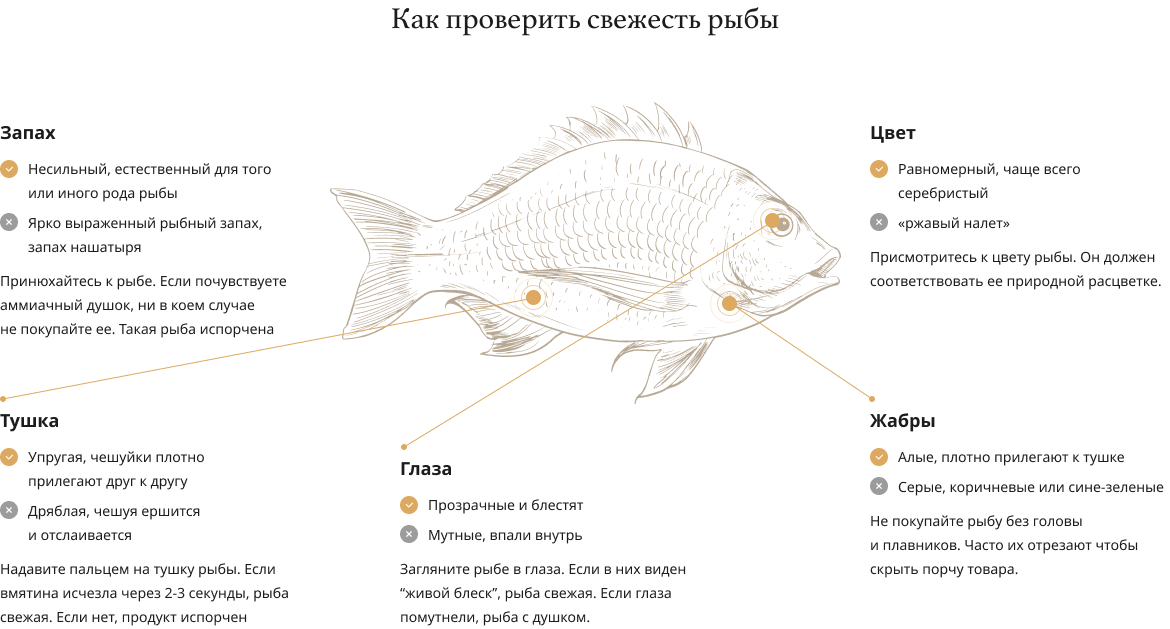 Как проверить свежесть рыбы
Запах
Несильный, естественный для того
или иного рода рыбы
Ярко выраженный рыбный запах,
запах нашатыря
Принюхайтесь к рыбе. Если почувствуете
аммиачный душок, ни в коем случае
не покупайте ее. Такая рыба испорчена
Цвет
Равномерный, чаще всего
серебристый
«ржавый налет»
Присмотритесь к цвету рыбы. Он должен
соответствовать ее природной расцветке.
Тушка
Упругая, чешуйки плотно
прилегают друг к другу
Дряблая, чешуя ершится
и отслаивается
Надавите пальцем на тушку рыбы. Если
вмятина исчезла через 2-3 секунды, рыба
свежая. Если нет, продукт испорчен
Глаза
Прозрачные и блестят
Мутные, впали внутрь
Загляните рыбе в глаза. Если в них виден
“живой блеск”, рыба свежая. Если глаза
помутнели, рыба с душком.
Жабры
Алые, плотно прилегают к тушке
Серые, коричневые или сине-зеленые
Не покупайте рыбу без головы
и плавников. Часто их отрезают чтобы
скрыть порчу товара.